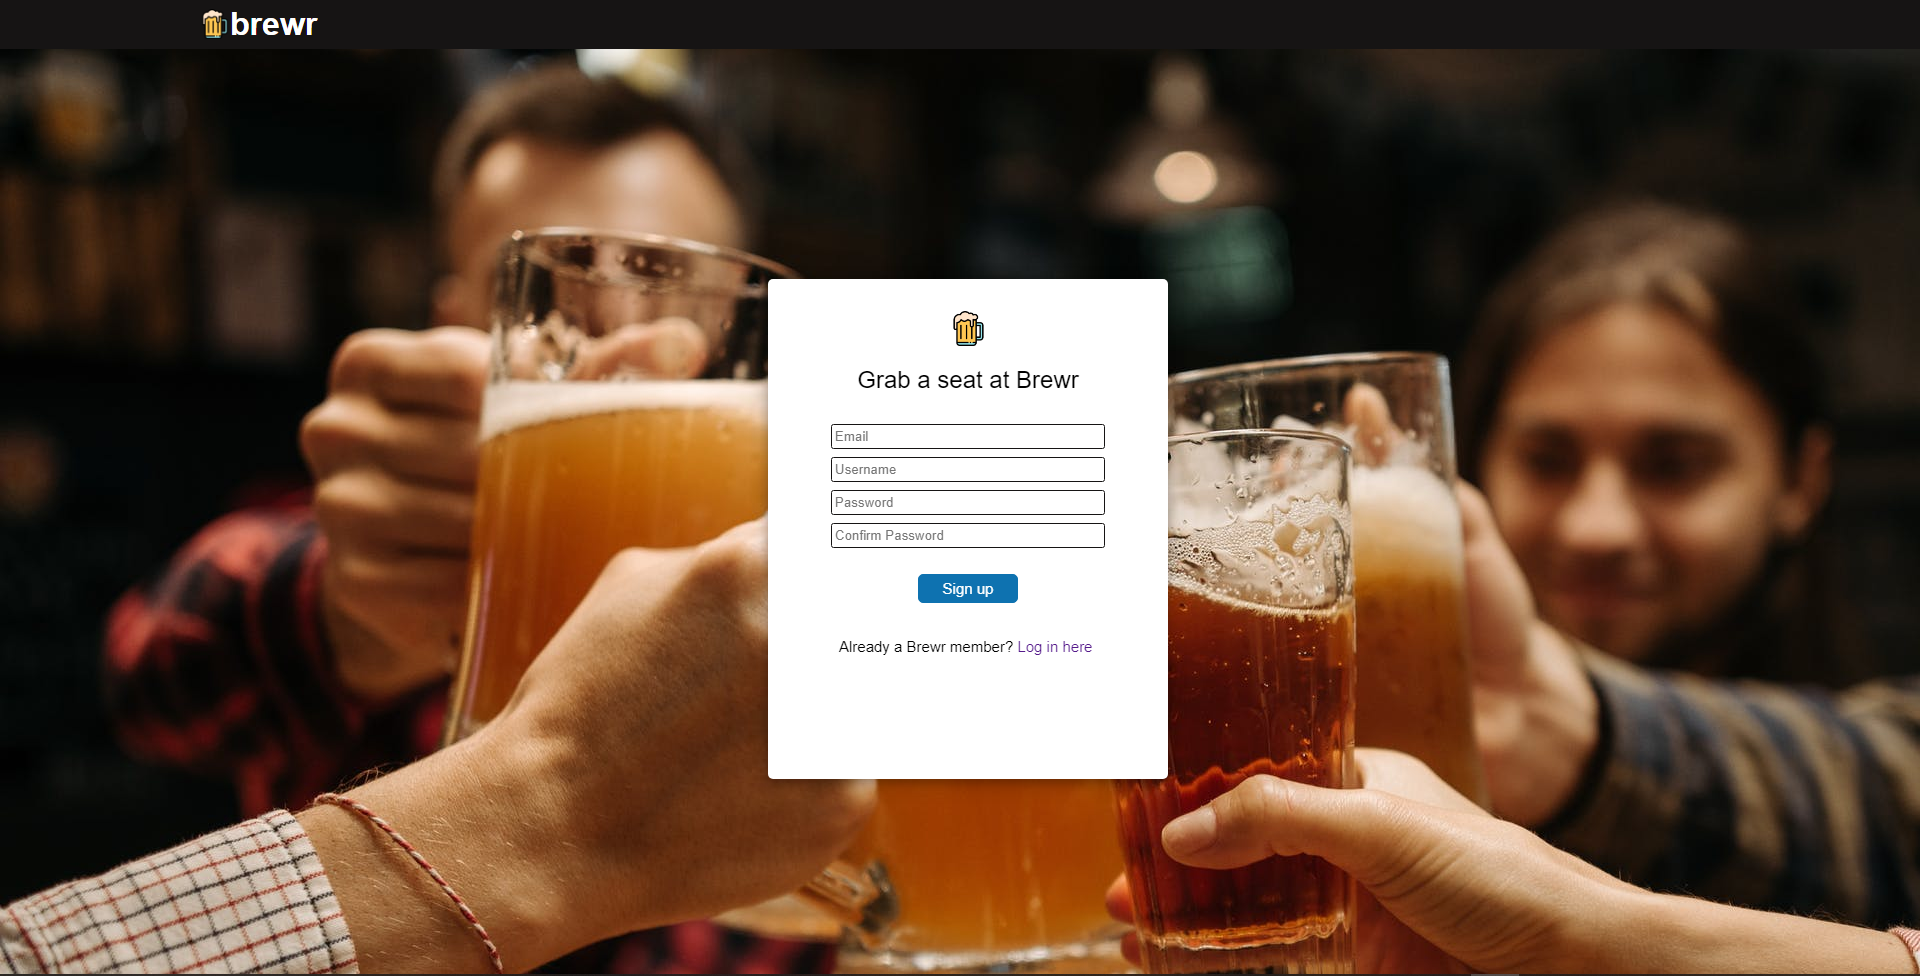 brewr
Grab a seat at Brewr
Email
Username
Password
Confirm Password
Sign up
Already a Brewr member? Log in here